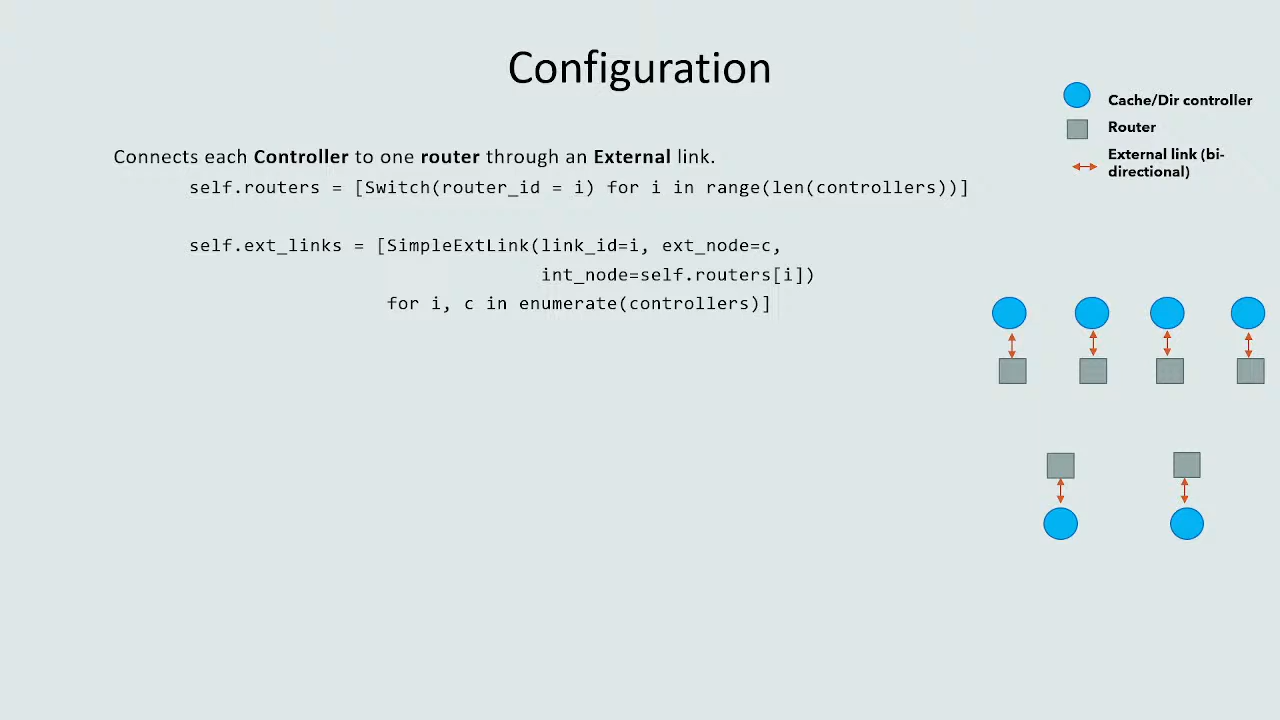 Configuration
Cache/Dir controller
Router
External link (bi-
directional)
Connects each Controller to one router through an External link.
self.routers = [Switch(router_id = i) for i in range(len(controllers))]
self.ext_links = [SimpleExtLink(link_id=i, ext_node=c,
int_node=self.routers[i])
for i, c in enumerate(controllers)]